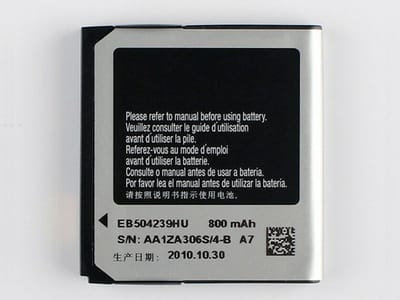 Please refer to manual before using battery.
Veuillez consulter le guide d'utilisation
avant d'utiliser la pile.
Referez-vous au mode d'emploi
avant d'utiliser la batterie.
Consulte o manual antes de usar a bateria.
Por favor lea el manual antes de utilizar la batería.
请按照说明书指示使用电池.
EB504239HU 800 mAh
S/N: AA1ZA306S/4-B A7
生产日期: 2010.10.30